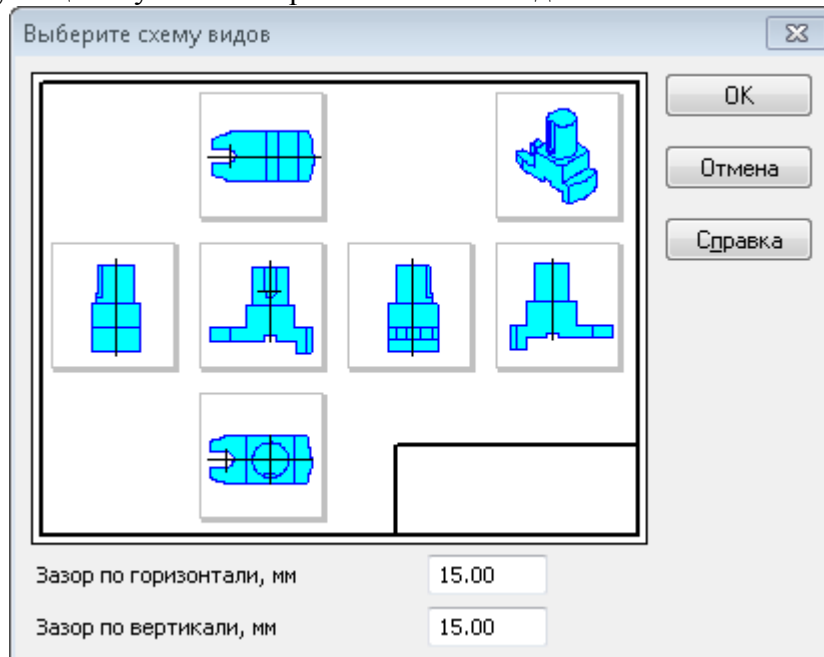 Выберите схему видов
OK
Отмена
Справка
Зазор по горизонтали, мм 15.00
Зазор по вертикали, мм 15.00